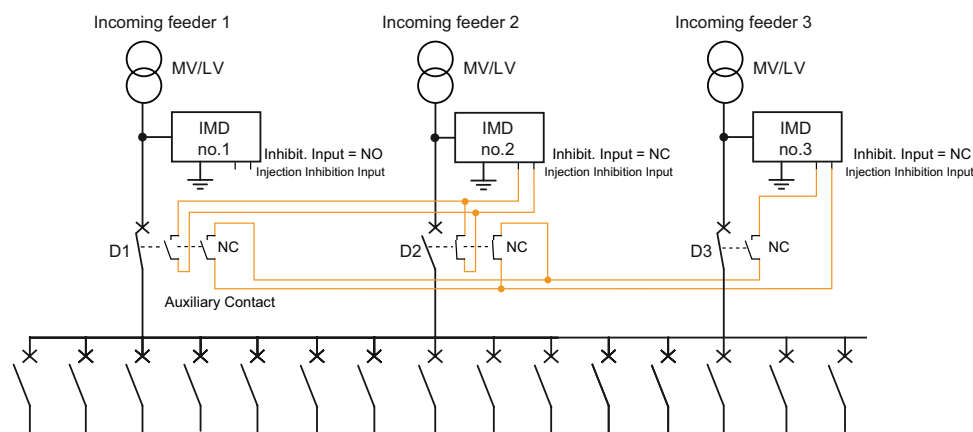 Incoming feeder 1
Incoming feeder 2
Incoming feeder 3
MV/LV
MV/LV
MV/LV
IMD
no.1
Inhibit. Input = NO
Injection Inhibition Input
IMD
no.2
Inhibit. Input = NC
Injection Inhibition Input
IMD
no.3
Inhibit. Input = NC
Injection Inhibition Input
D1
NC
D2
NC
D3
NC
Auxiliary Contact